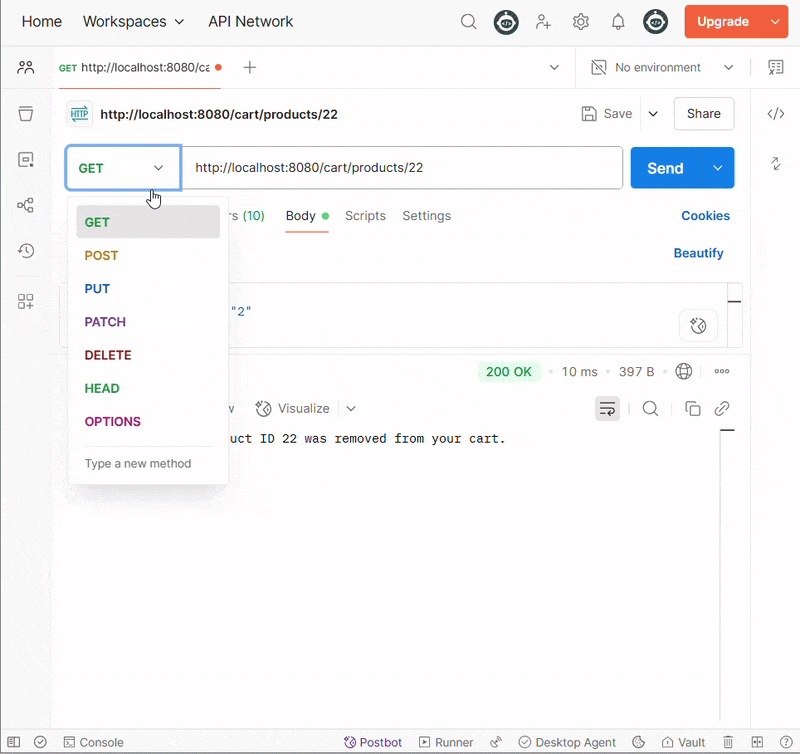 Home Workspaces API Network Upgrade
GET http://localhost:8080/ca No environment
HTTP http://localhost:8080/cart/products/22 Save Share
GET http://localhost:8080/cart/products/22 Send
rs (10) Body Scripts Settings Cookies
GET
POST Beautify
PUT
"2"
PATCH
DELETE
200 OK 10 ms 397 B
HEAD
Visualize
OPTIONS
uct ID 22 was removed from your cart.
Type a new method
Console Postbot Runner Desktop Agent Vault